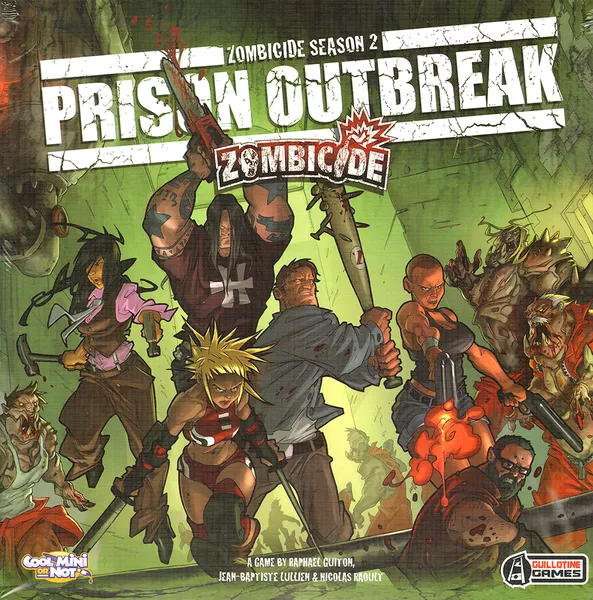 ZOMBICIDE SEASON 2
PRISON OUTBREAK
ZOMBICIDE
Z
COOL MINI
OR NOT
A GAME BY RAPHAËL GUITON,
JEAN-BAPTISTE LULLIEN & NICOLAS RAOULT
GUILLOTINE
GAMES